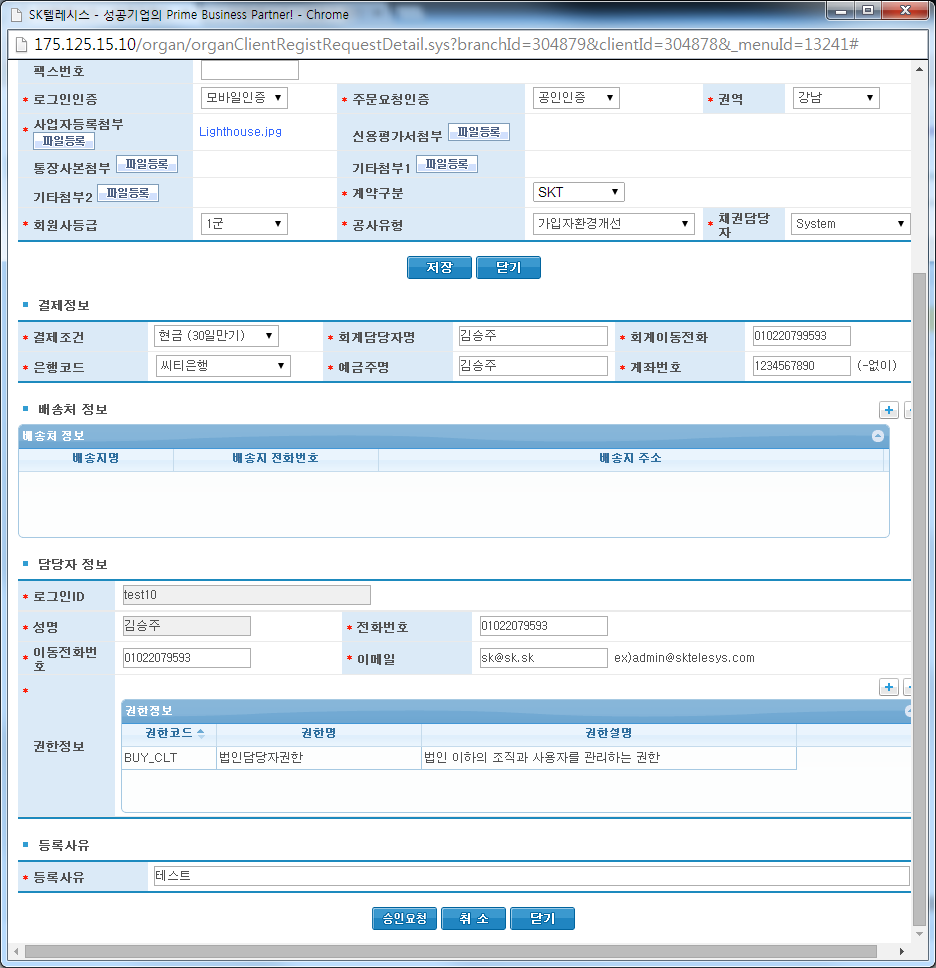 SK텔레시스 - 성공기업의 Prime Business Partner! - Chrome
175.125.15.10/organ/organClientRegistRequestDetail.sys?branchId=304879&clientId=304878&_menuId=13241#
팩스번호
* 로그인인증 모바일인증 * 주문요청인증 공인인증 * 권역 강남
* 사업자등록첨부 파일등록 Lighthouse.jpg 신용평가서첨부 파일등록
통장사본첨부 파일등록 기타첨부1 파일등록
기타첨부2 파일등록 * 계약구분 SKT
* 회원사등급 1군 * 공사유형 가입자환경개선 * 채권담당자 System
저장 닫기
결제정보
* 결제조건 현금 (30일만기) * 회계담당자명 김승주 * 회계이동전화 010220799593
* 은행코드 씨티은행 * 예금주명 김승주 * 계좌번호 1234567890 (-없이)
배송처 정보
배송처 정보
배송지명 배송지 전화번호 배송지 주소
담당자 정보
* 로그인ID test10
* 성명 김승주 * 전화번호 01022079593
* 이동전화번호 01022079593 * 이메일 sk@sk.sk ex)admin@sktelesys.com
* 권한정보
권한정보
권한코드 권한명 권한설명
BUY_CLT 법인담당자권한 법인 이하의 조직과 사용자를 관리하는 권한
등록사유
* 등록사유 테스트
승인요청 취 소 닫기